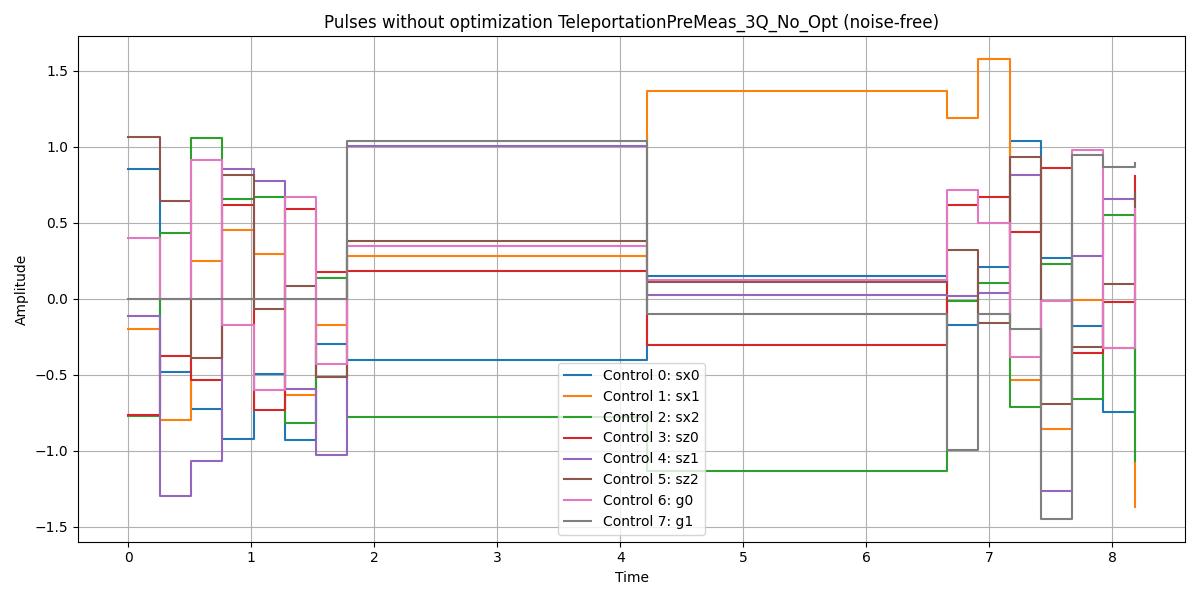 Pulses without optimization TeleportationPreMeas_3Q_No_Opt (noise-free)
Amplitude
1.5
1.0
0.5
0.0
−0.5
−1.0
−1.5
Control 0: sx0
Control 1: sx1
Control 2: sx2
Control 3: sz0
Control 4: sz1
Control 5: sz2
Control 6: g0
Control 7: g1
0 1 2 3 4 5 6 7 8
Time